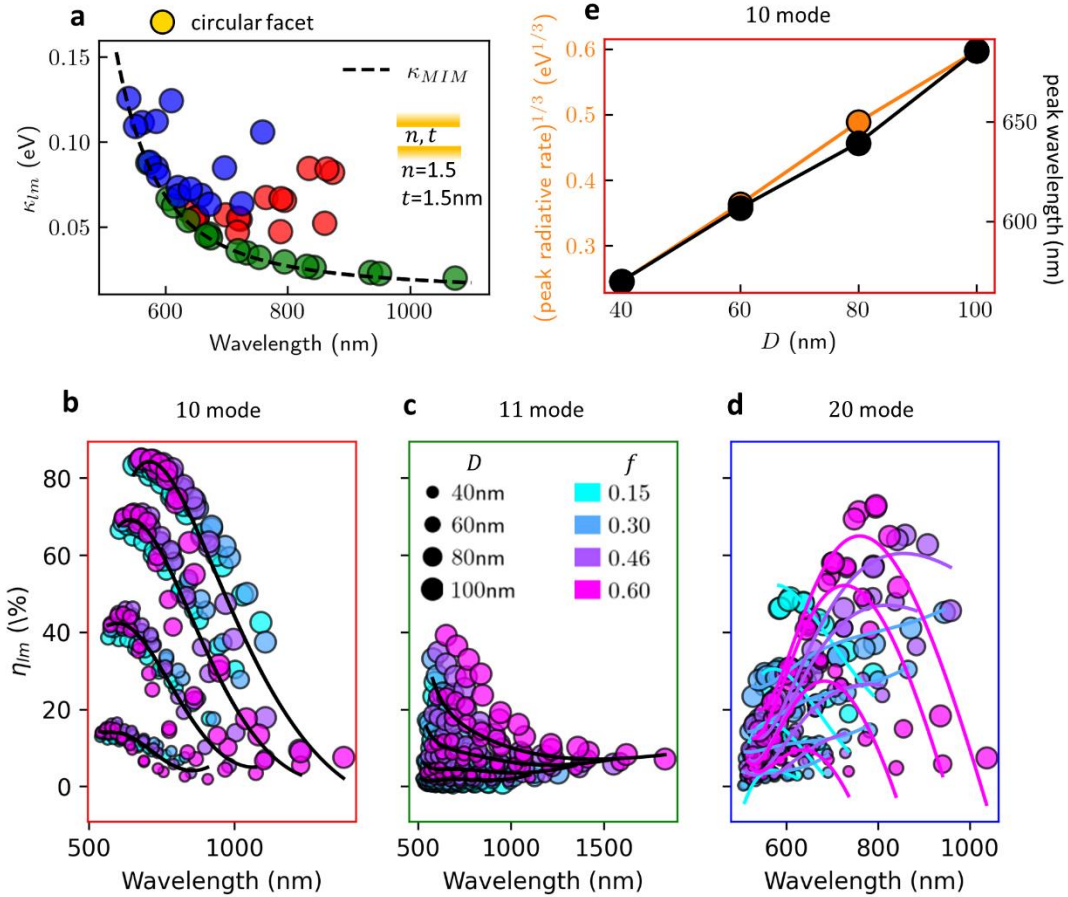 a
circular facet
0.15
0.10
0.05
κ_lm (eV)
κ_MIM
n, t
n=1.5
t=1.5nm
600 800 1000
Wavelength (nm)
e
10 mode
(peak radiative rate)^1/3 (eV^1/3)
0.6
0.5
0.4
0.3
650
600
peak wavelength (nm)
40 60 80 100
D (nm)
b
10 mode
η_lm (\%)
80
60
40
20
0
500 1000
Wavelength (nm)
c
11 mode
D f
40nm 0.15
60nm 0.30
80nm 0.46
100nm 0.60
500 1000 1500
Wavelength (nm)
d
20 mode
600 800 1000
Wavelength (nm)